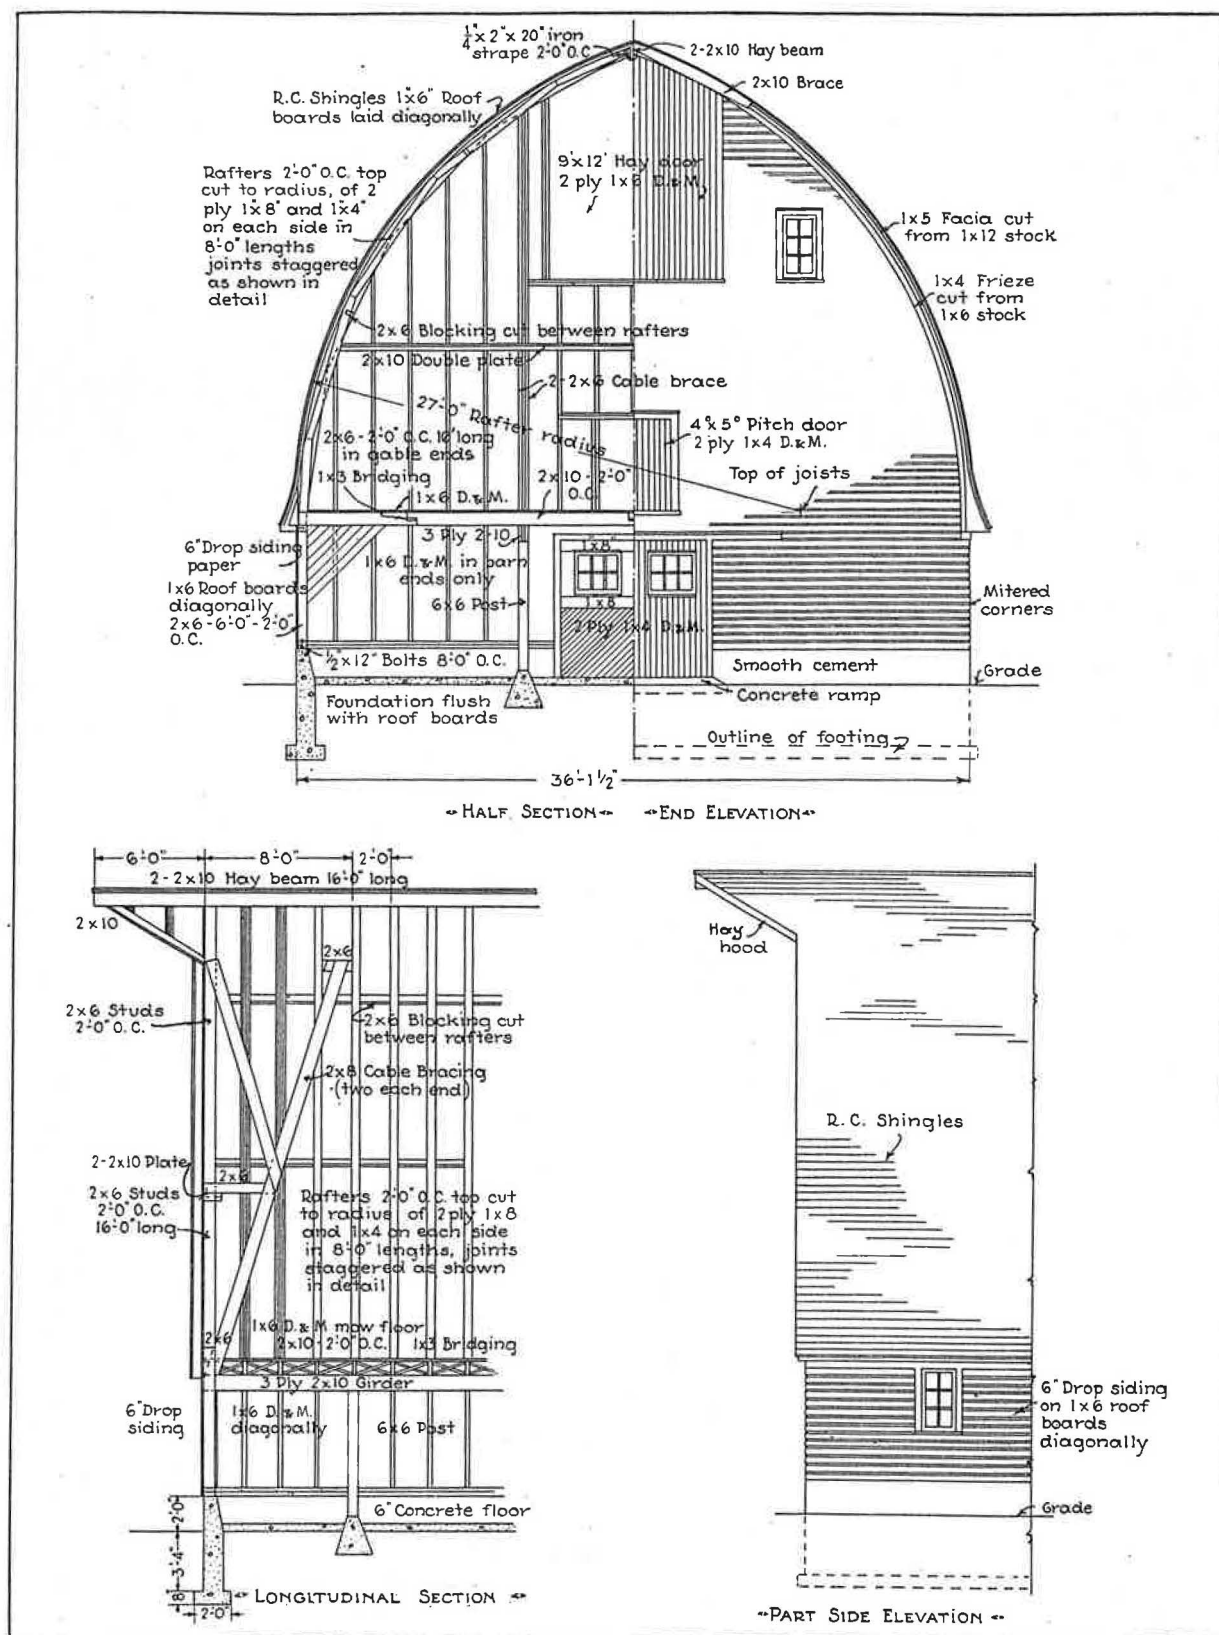 ¼"x 2"x 20" iron
strape 2'-0" O.C
2-2x10 Hay beam
2x10 Brace
R.C. Shingles 1"x6" Roof
boards laid diagonally
Rafters 2'-0" O.C. top
cut to radius, of 2
ply 1"x 8" and 1"x4"
on each side in
8'-0" lengths
joints staggered
as shown in
detail
9'x12' Hay door
2 ply 1x6 D.&M.
1x5 Facia cut
from 1x12 stock
1x4 Frieze
cut from
1x6 stock
2x6 Blocking cut between rafters
2x10 Double plate
2-2x6 Cable brace
27'-0" Rafter radius
4°x5° Pitch door
2 ply 1x4 D.&M.
2x6-2'-0" O.C. 16' long
in gable ends
Top of joists
1x3 Bridging
1x6 D.&M.
2x10-2'-0"
O.C.
3 Ply 2-10
6" Drop siding
paper
1x6 D.&M. in barn
ends only
1x8"
1x6 Roof boards
diagonally
2x6-6'-0"-2'-0"
O.C.
6x6 Post
1x8
2 Ply 1x4 D.&M.
Mitered
corners
½"x12" Bolts 8'-0" O.C.
Smooth cement
Grade
Foundation flush
with roof boards
Concrete ramp
Outline of footing
36'-1½"
HALF SECTION
END ELEVATION
6'-0"
8'-0"
2'-0"
2-2x10 Hay beam 16'-0" long
2x10
2x6
Hay
hood
2x6 Studs
2'-0" O.C.
2x6 Blocking cut
between rafters
2x8 Cable Bracing
(two each end)
R.C. Shingles
2-2x10 Plate
2x6
2x6 Studs
2'-0" O.C.
16'-0" long
Rafters 2'-0" O.C. top cut
to radius of 2 ply 1x8
and 1x4 on each side
in 8'-0" lengths, joints
staggered as shown
in detail
1x6 D.&M mow floor
2x6
2x10-2'-0" O.C.
1x3 Bridging
3 Ply 2x10 Girder
6" Drop
siding
1x6 D.&M.
diagonally
6x6 Post
6" Drop siding
on 1x6 roof
boards
diagonally
2'-0"
6" Concrete floor
Grade
3'-4"
8"
2'-0"
LONGITUDINAL SECTION
PART SIDE ELEVATION